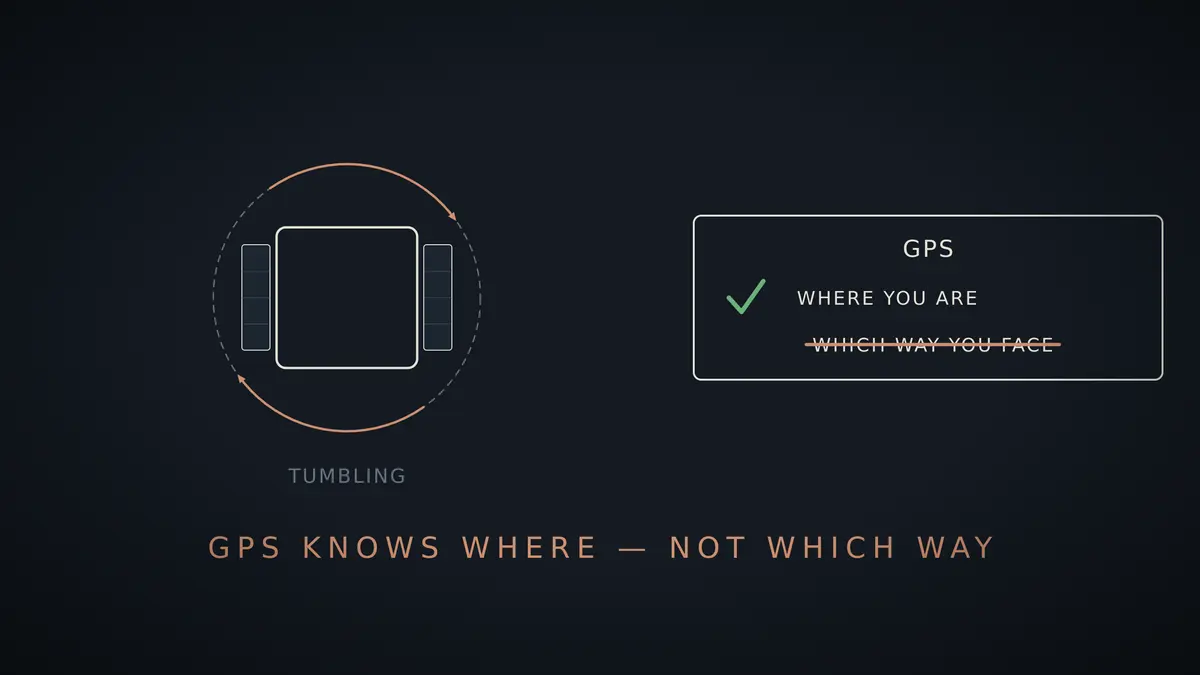 GPS
WHERE YOU ARE
WHICH WAY YOU FACE
TUMBLING
GPS KNOWS WHERE — NOT WHICH WAY